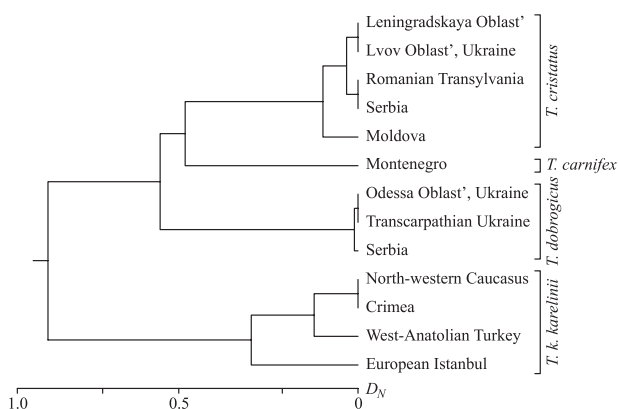 Leningradskaya Oblast’
Lvov Oblast’, Ukraine
Romanian Transylvania
Serbia
Moldova
T. cristatus
Montenegro
T. carnifex
Odessa Oblast’, Ukraine
Transcarpathian Ukraine
Serbia
T. dobrogicus
North-western Caucasus
Crimea
West-Anatolian Turkey
European Istanbul
T. k. karelinii
1.0 0.5 0 D_N